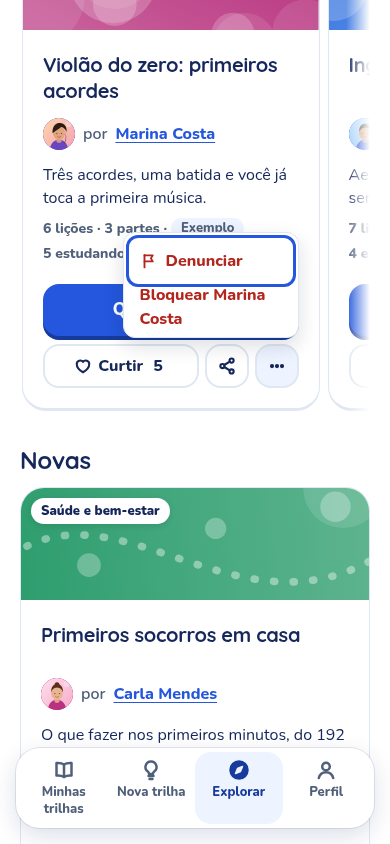 Violão do zero: primeiros
acordes
por Marina Costa
Três acordes, uma batida e você já
toca a primeira música.
6 lições · 3 partes · Exemplo
5 estudando
Denunciar
Bloquear Marina
Costa
Curtir 5
Novas
Saúde e bem-estar
Primeiros socorros em casa
por Carla Mendes
O que fazer nos primeiros minutos, do 192
Minhas
trilhas
Nova trilha
Explorar
Perfil